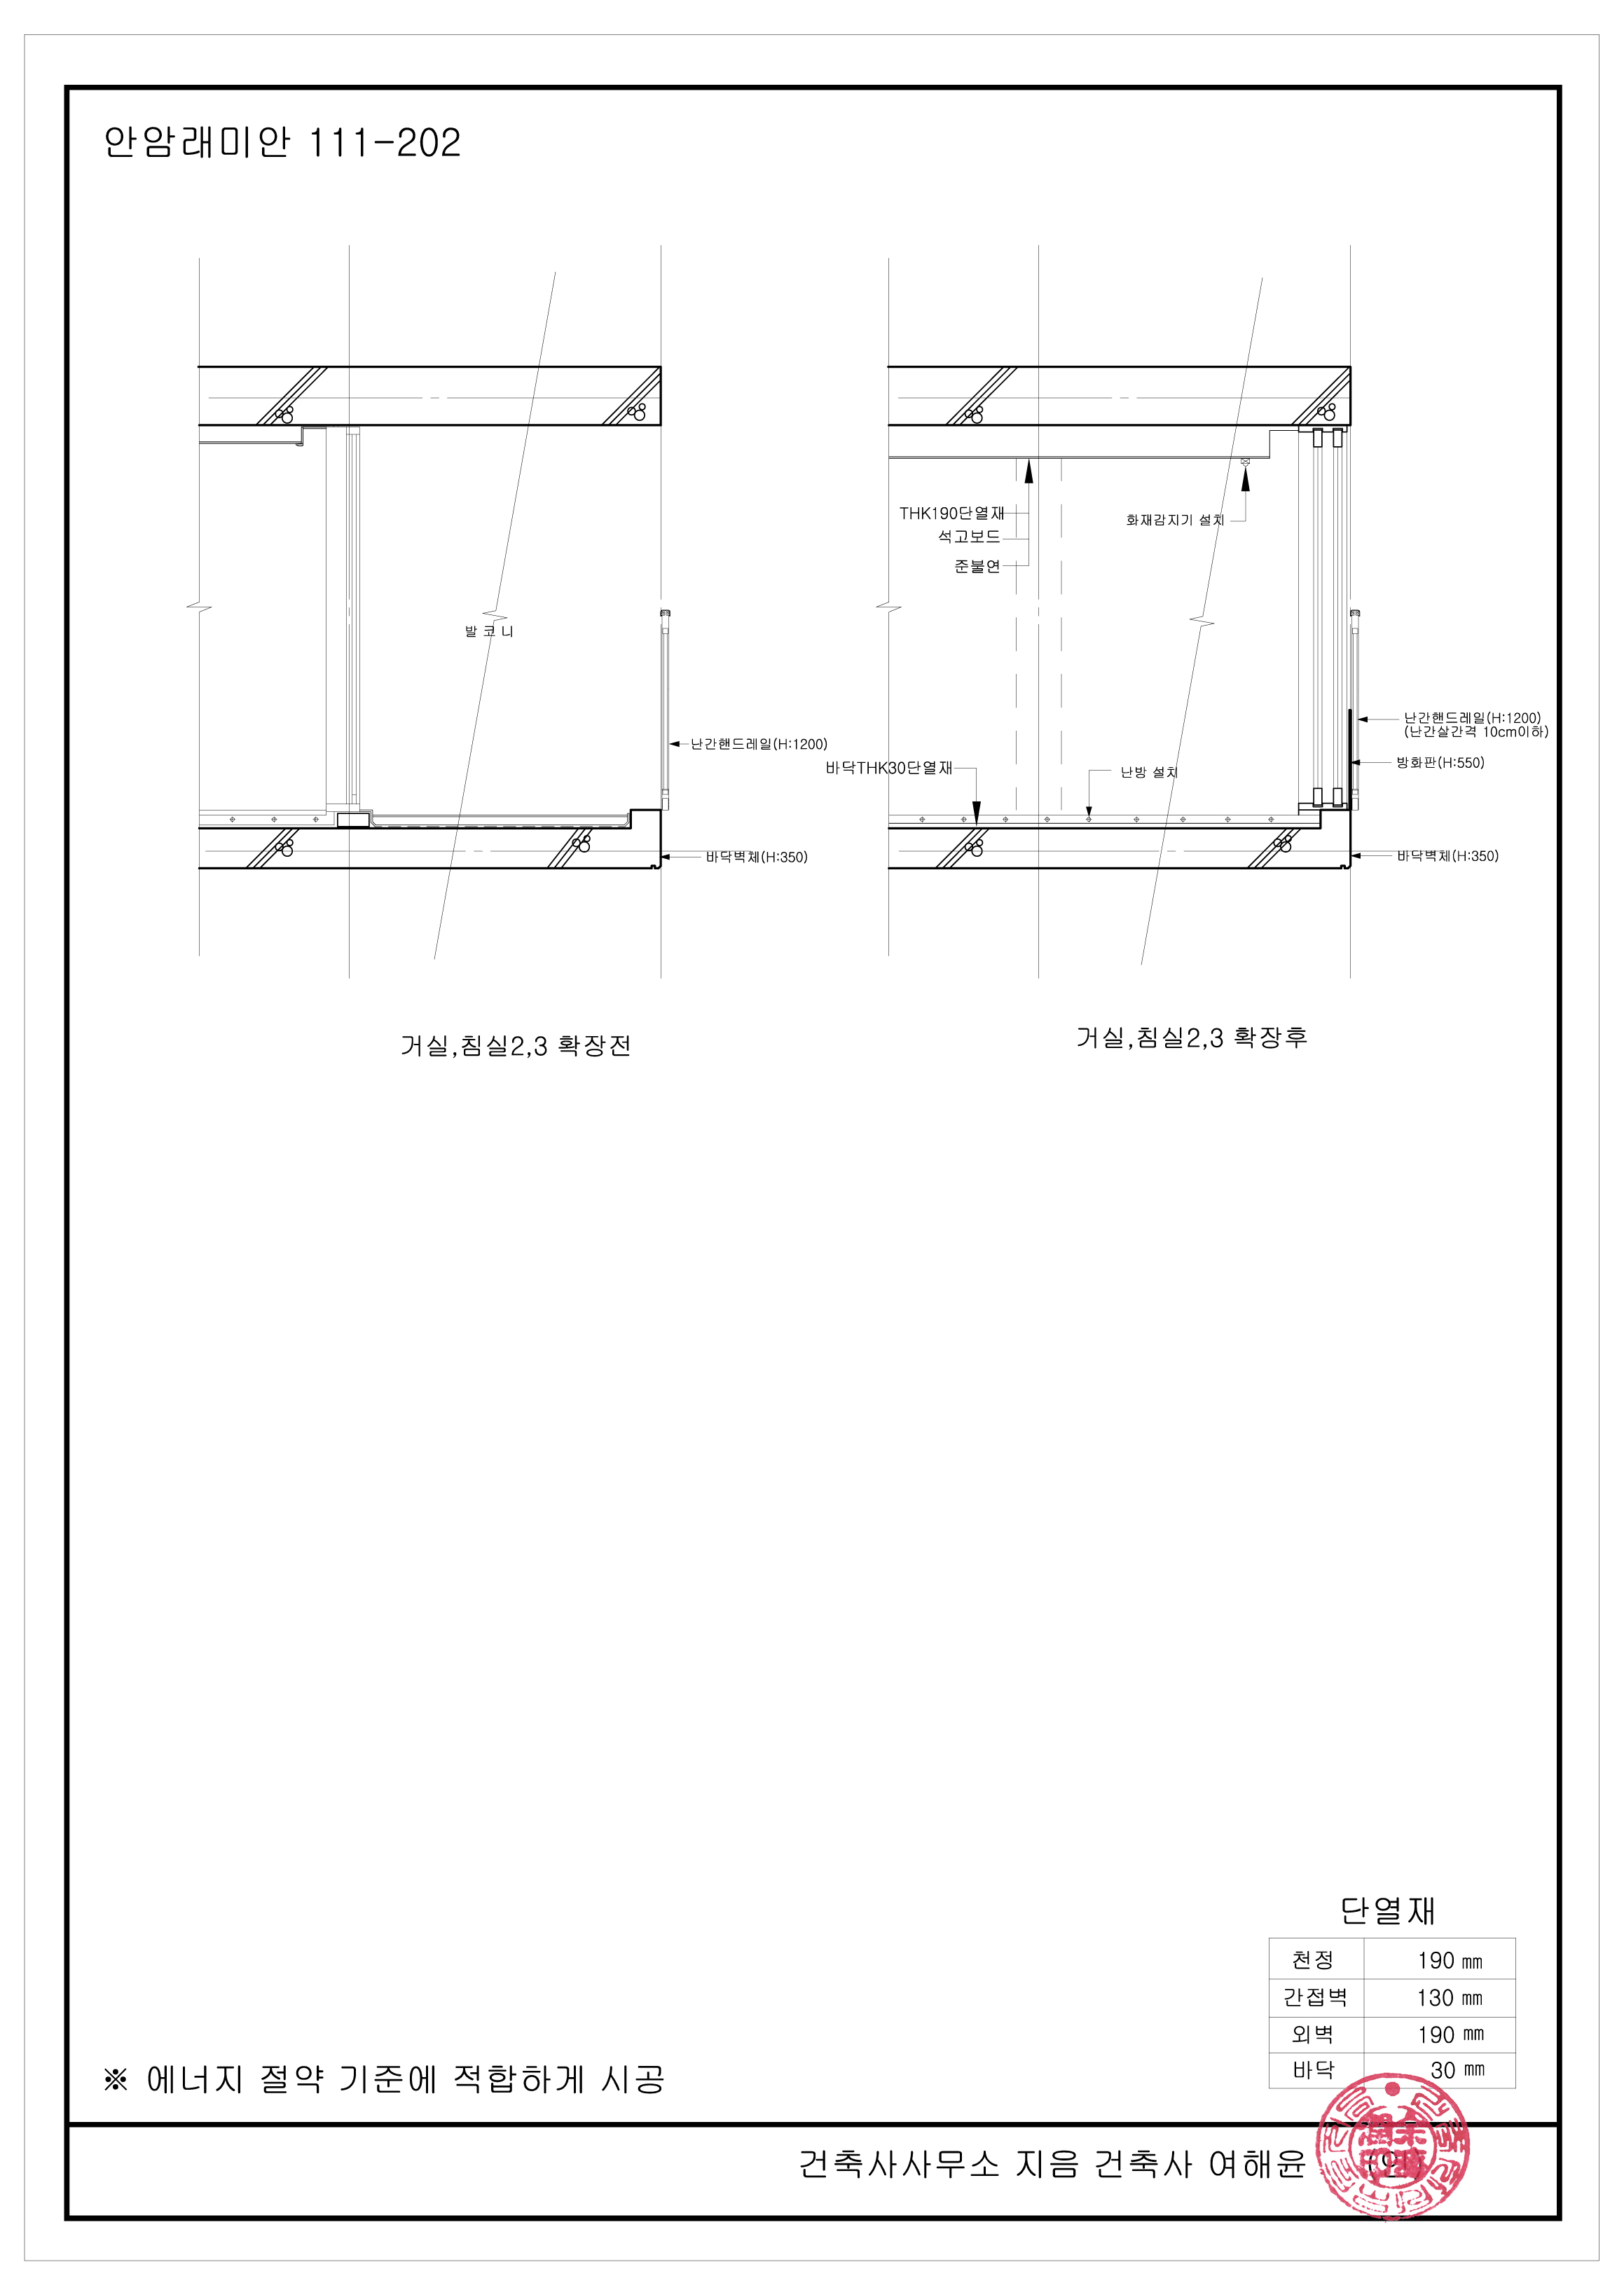 안암래미안 111-202
발 코 니
난간핸드레일(H:1200)
바닥벽체(H:350)
거실,침실2,3 확장전
THK190단열재
석고보드
준불연
화재감지기 설치
바닥THK30단열재
난방 설치
난간핸드레일(H:1200)
(난간살간격 10cm이하)
방화판(H:550)
바닥벽체(H:350)
거실,침실2,3 확장후
단열재
천정 190 ㎜
간접벽 130 ㎜
외벽 190 ㎜
바닥 30 ㎜
※ 에너지 절약 기준에 적합하게 시공
건축사사무소 지음 건축사 여해윤 (인)